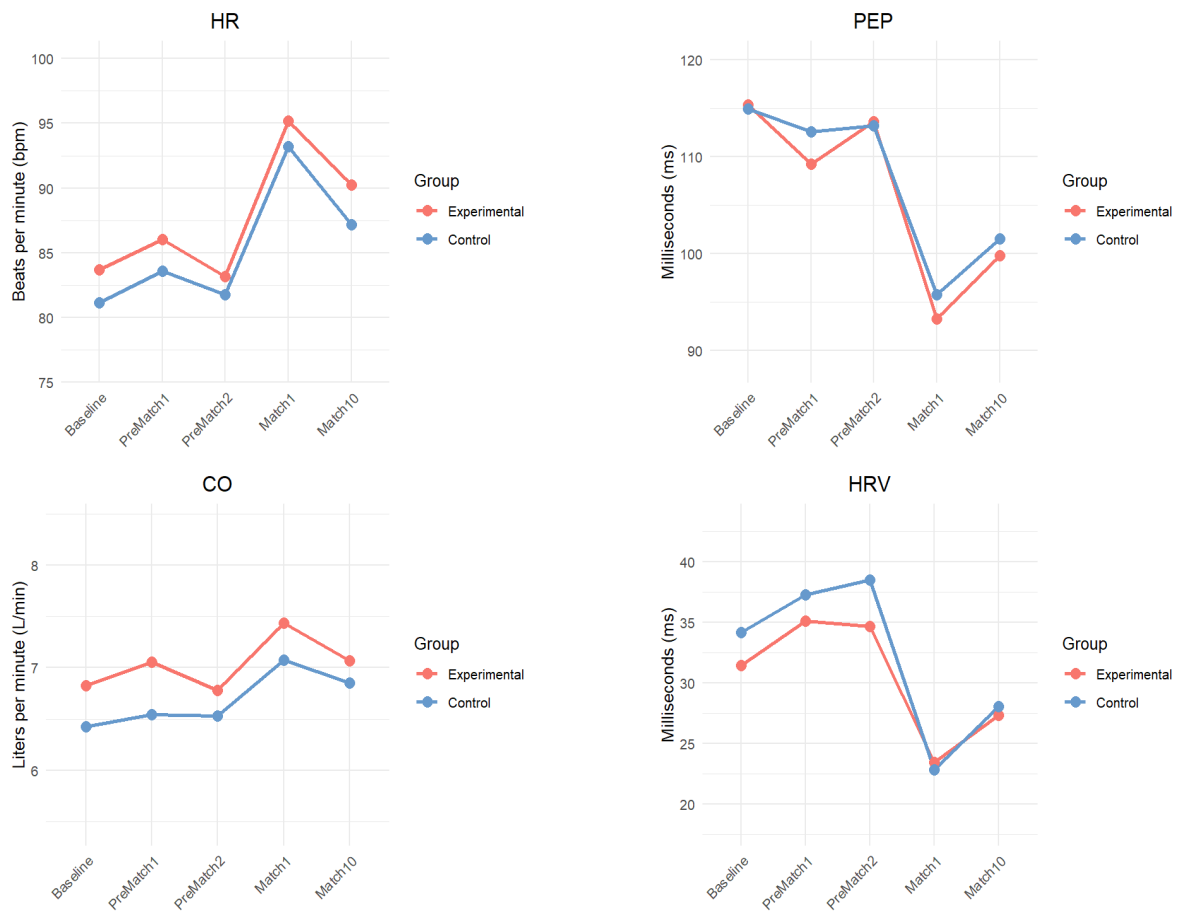 HR
Beats per minute (bpm)
100
95
90
85
80
75
Baseline
PreMatch1
PreMatch2
Match1
Match10
Group
Experimental
Control
PEP
Milliseconds (ms)
120
110
100
90
Baseline
PreMatch1
PreMatch2
Match1
Match10
Group
Experimental
Control
CO
Liters per minute (L/min)
8
7
6
Baseline
PreMatch1
PreMatch2
Match1
Match10
Group
Experimental
Control
HRV
Milliseconds (ms)
40
35
30
25
20
Baseline
PreMatch1
PreMatch2
Match1
Match10
Group
Experimental
Control